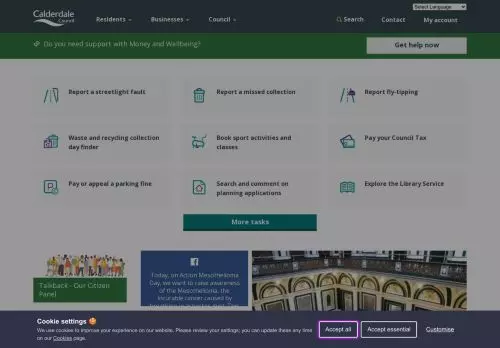 Calderdale
Council
Residents
Businesses
Council
Search
Contact
My account
Select Language
Do you need support with Money and Wellbeing?
Get help now
Report a streetlight fault
Report a missed collection
Report fly-tipping
Waste and recycling collection
day finder
Book sport activities and
classes
Pay your Council Tax
Pay or appeal a parking fine
Search and comment on
planning applications
Explore the Library Service
More tasks
Talkback - Our Citizen
Panel
Today, on Action Mesothelioma
Day, we want to raise awareness
of the Mesothelioma, the
incurable cancer caused by
Cookie settings
We use cookies to improve your experience on our website. Please review your settings; you can update these any time
on our Cookies page.
Accept all
Accept essential
Customise